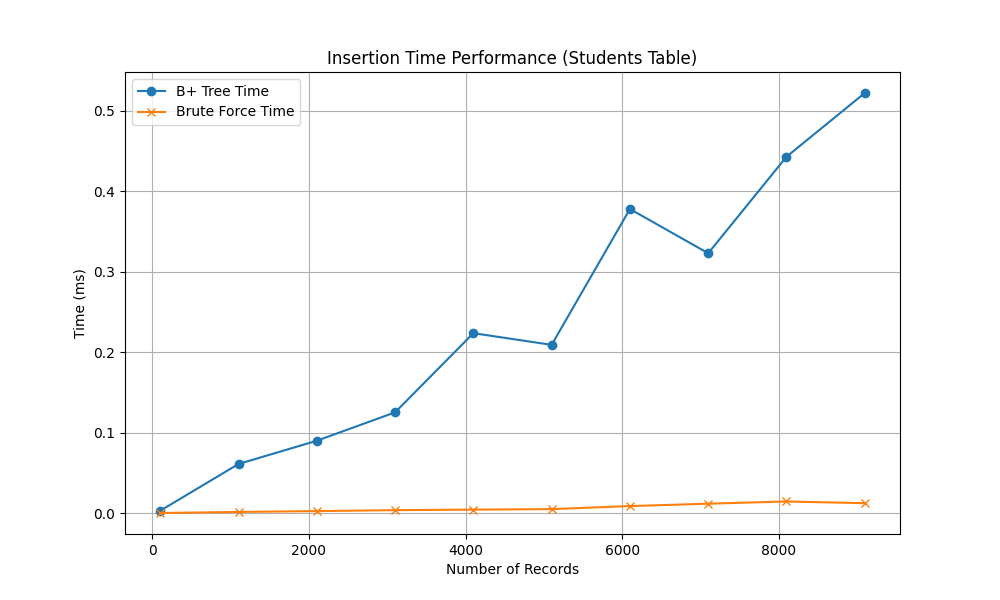 Insertion Time Performance (Students Table)
B+ Tree Time
Brute Force Time
Time (ms)
0.5
0.4
0.3
0.2
0.1
0.0
0 2000 4000 6000 8000
Number of Records